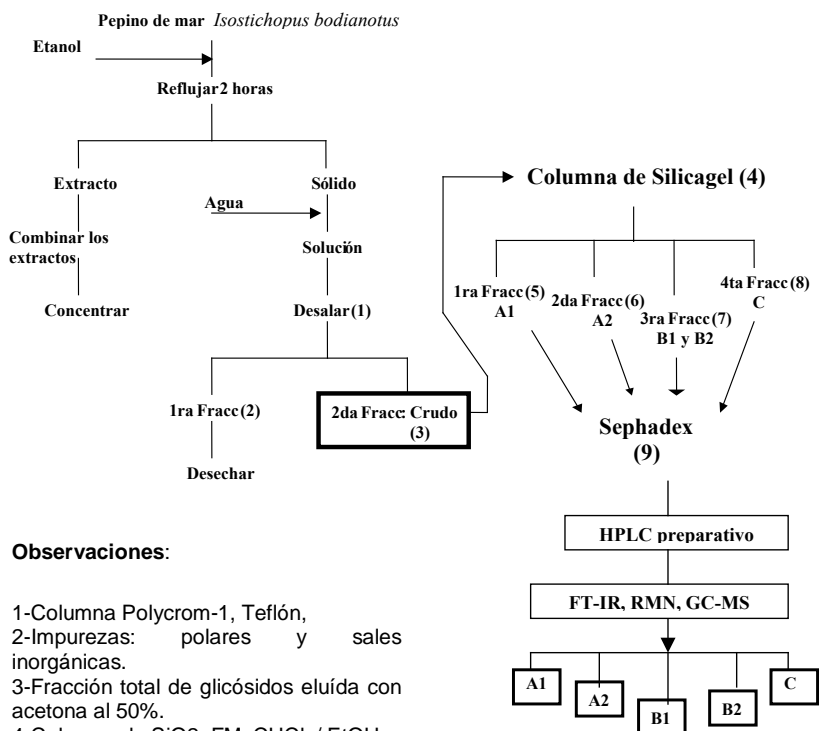 Pepino de mar Isostichopus bodianotus
Etanol
Reflujar 2 horas
Extracto
Sólido
Agua
Combinar los
extractos
Solución
Concentrar
Desalar (1)
1ra Fracc (2)
2da Fracc: Crudo
(3)
Desechar
Columna de Silicagel (4)
1ra Fracc (5)
A1
2da Fracc (6)
A2
3ra Fracc (7)
B1 y B2
4ta Fracc (8)
C
Sephadex
(9)
HPLC preparativo
FT-IR, RMN, GC-MS
A1
A2
B1
B2
C
Observaciones:
1-Columna Polycrom-1, Teflón,
2-Impurezas: polares y sales
inorgánicas.
3-Fracción total de glicósidos eluída con
acetona al 50%.